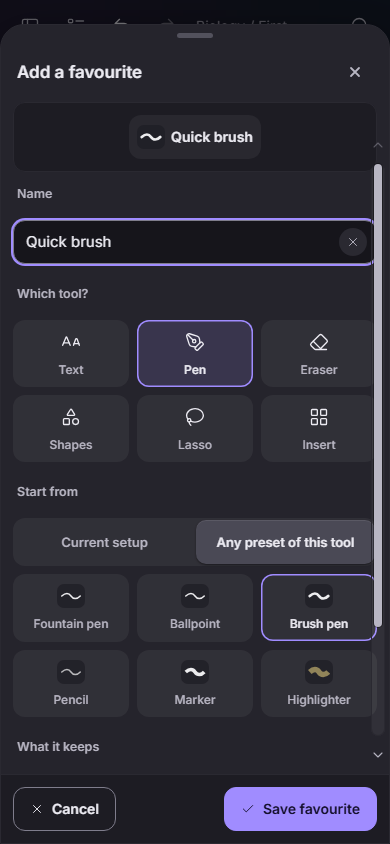 Biology / First
Add a favourite
Quick brush
Name
Quick brush
Which tool?
Text
Pen
Eraser
Shapes
Lasso
Insert
Start from
Current setup
Any preset of this tool
Fountain pen
Ballpoint
Brush pen
Pencil
Marker
Highlighter
What it keeps
Cancel
Save favourite